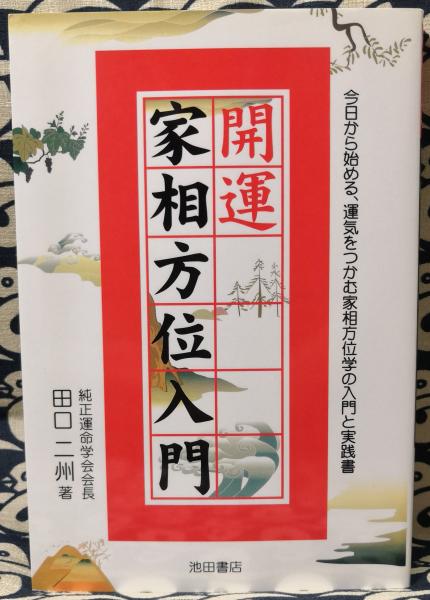 今日から始める、運気をつかむ家相方位学の入門と実践書
開運
家相方位入門
純正運命学会会長
田口二州著
池田書店